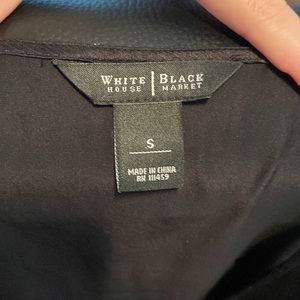 WHITE | BLACK
HOUSE | MARKET
S
MADE IN CHINA
RN 111459